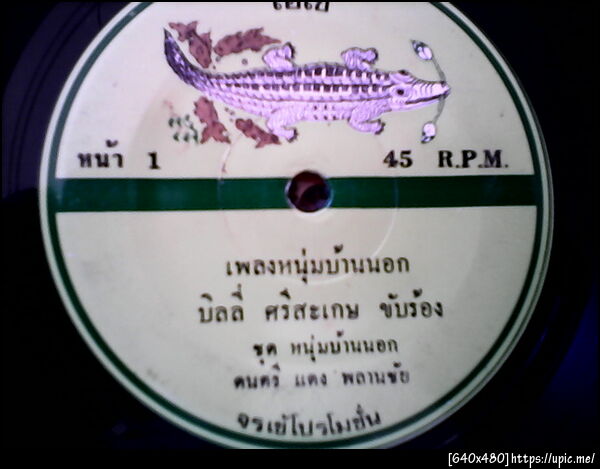 หน้า 1
45 R.P.M.
เพลงหนุ่มบ้านนอก
บิลลี่ ศรีสะเกษ ขับร้อง
ชุด หนุ่มบ้านนอก
ดนตรี แดง พลานชัย
จรเข้โปรโมชั่น
[640x480]https://upic.me/